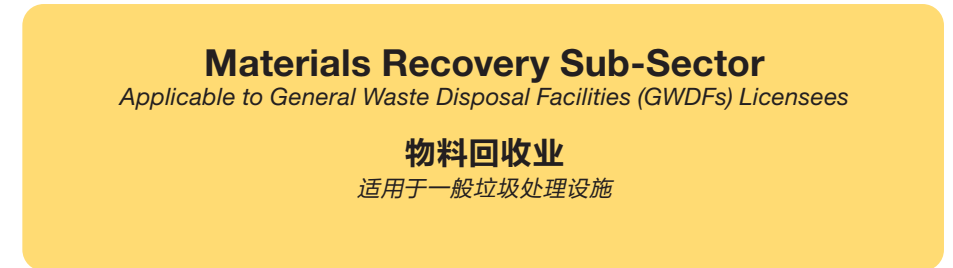 Materials Recovery Sub-Sector
Applicable to General Waste Disposal Facilities (GWDFs) Licensees
物料回收业
适用于一般垃圾处理设施